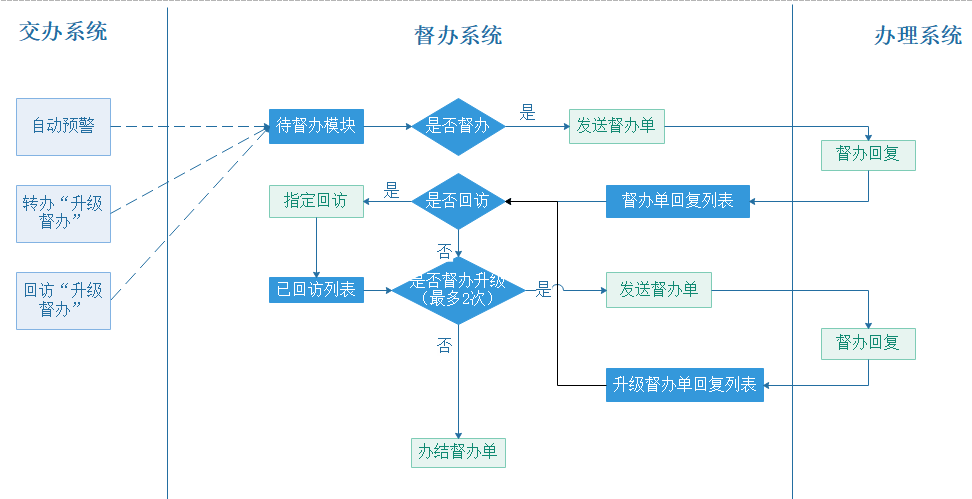 交办系统
督办系统
办理系统
自动预警
待督办模块
是否督办
是
发送督办单
督办回复
转办“升级
督办”
指定回访
是
是否回访
督办单回复列表
否
回访“升级
督办”
已回访列表
是否督办升级
（最多2次）
是
发送督办单
督办回复
否
升级督办单回复列表
办结督办单